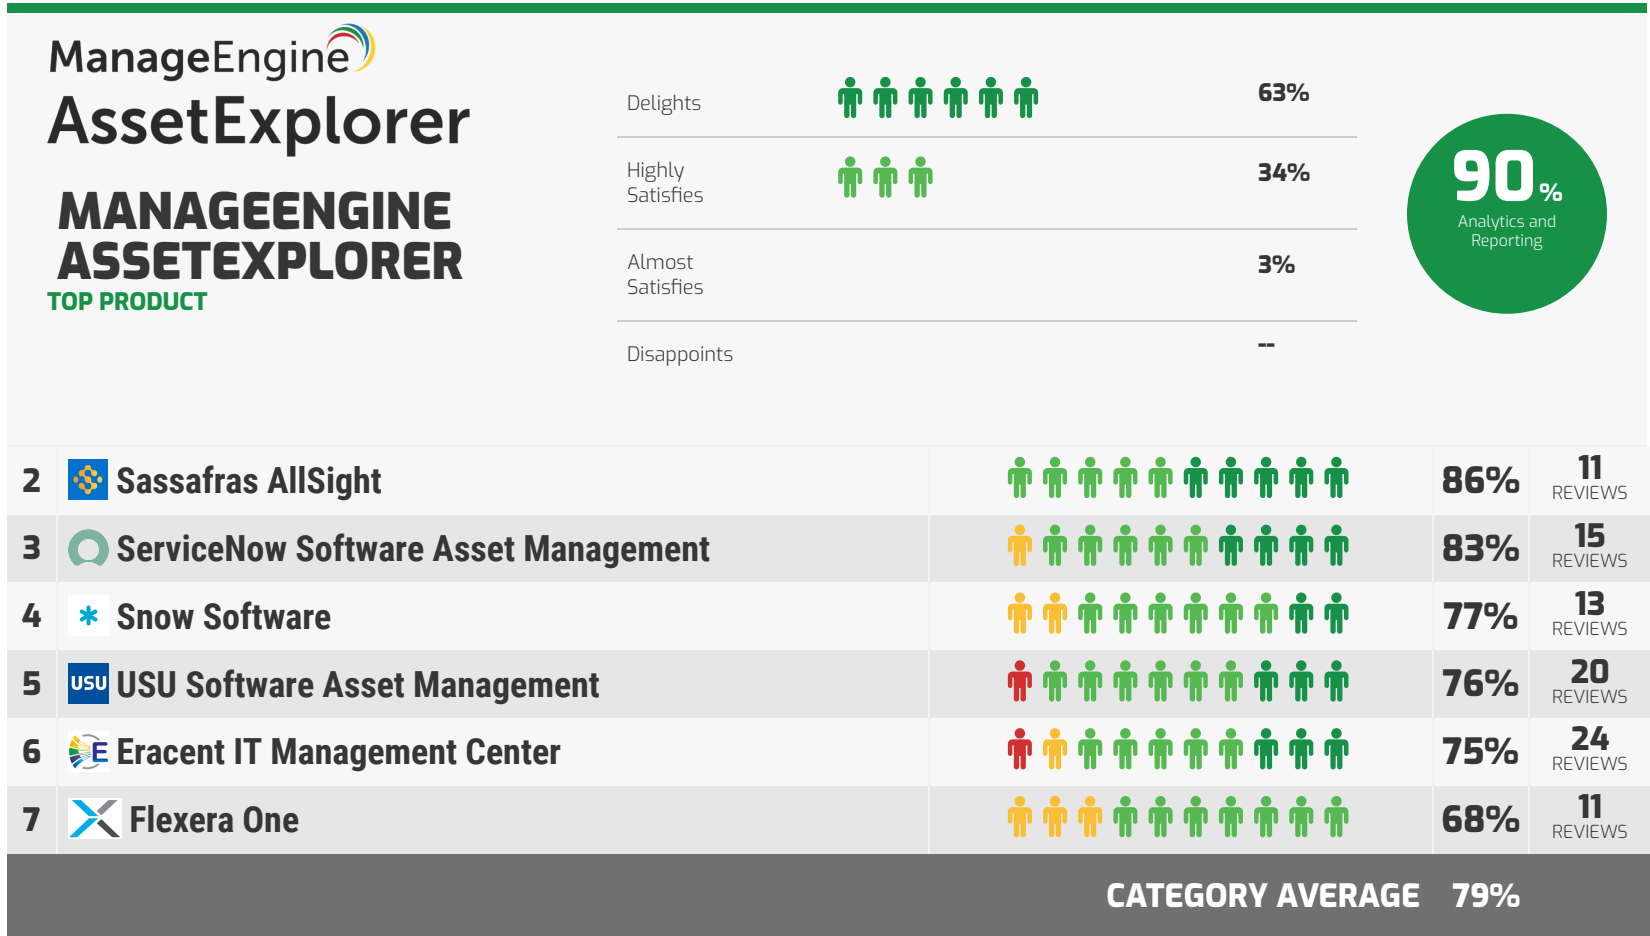 ManageEngine
AssetExplorer
MANAGEENGINE
ASSETEXPLORER
TOP PRODUCT
Delights 63%
Highly
Satisfies 34%
Almost
Satisfies 3%
Disappoints --
90%
Analytics and
Reporting
2 Sassafras AllSight 86% 11
REVIEWS
3 ServiceNow Software Asset Management 83% 15
REVIEWS
4 Snow Software 77% 13
REVIEWS
5 USU USU Software Asset Management 76% 20
REVIEWS
6 E Eracent IT Management Center 75% 24
REVIEWS
7 Flexera One 68% 11
REVIEWS
CATEGORY AVERAGE 79%